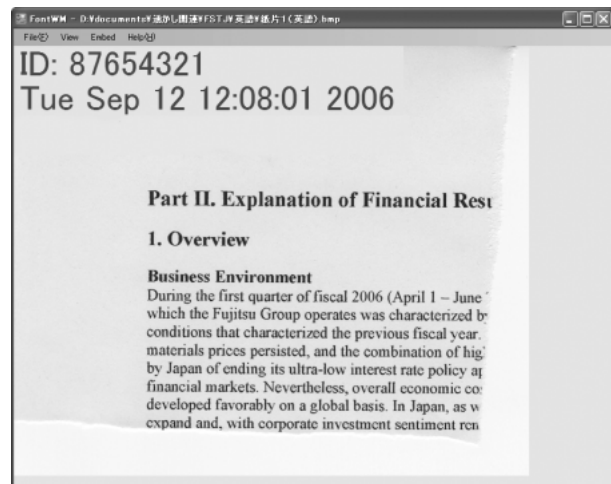 FontWM - D:¥documents¥透かし関連¥FSTJ¥英語¥紙片1(英語).bmp
File(F) View Embed Help(H)
ID: 87654321
Tue Sep 12 12:08:01 2006
Part II. Explanation of Financial Resu
1. Overview
Business Environment
During the first quarter of fiscal 2006 (April 1 – June
which the Fujitsu Group operates was characterized by
conditions that characterized the previous fiscal year.
materials prices persisted, and the combination of hig
by Japan of ending its ultra-low interest rate policy ap
financial markets. Nevertheless, overall economic co
developed favorably on a global basis. In Japan, as w
expand and, with corporate investment sentiment ren